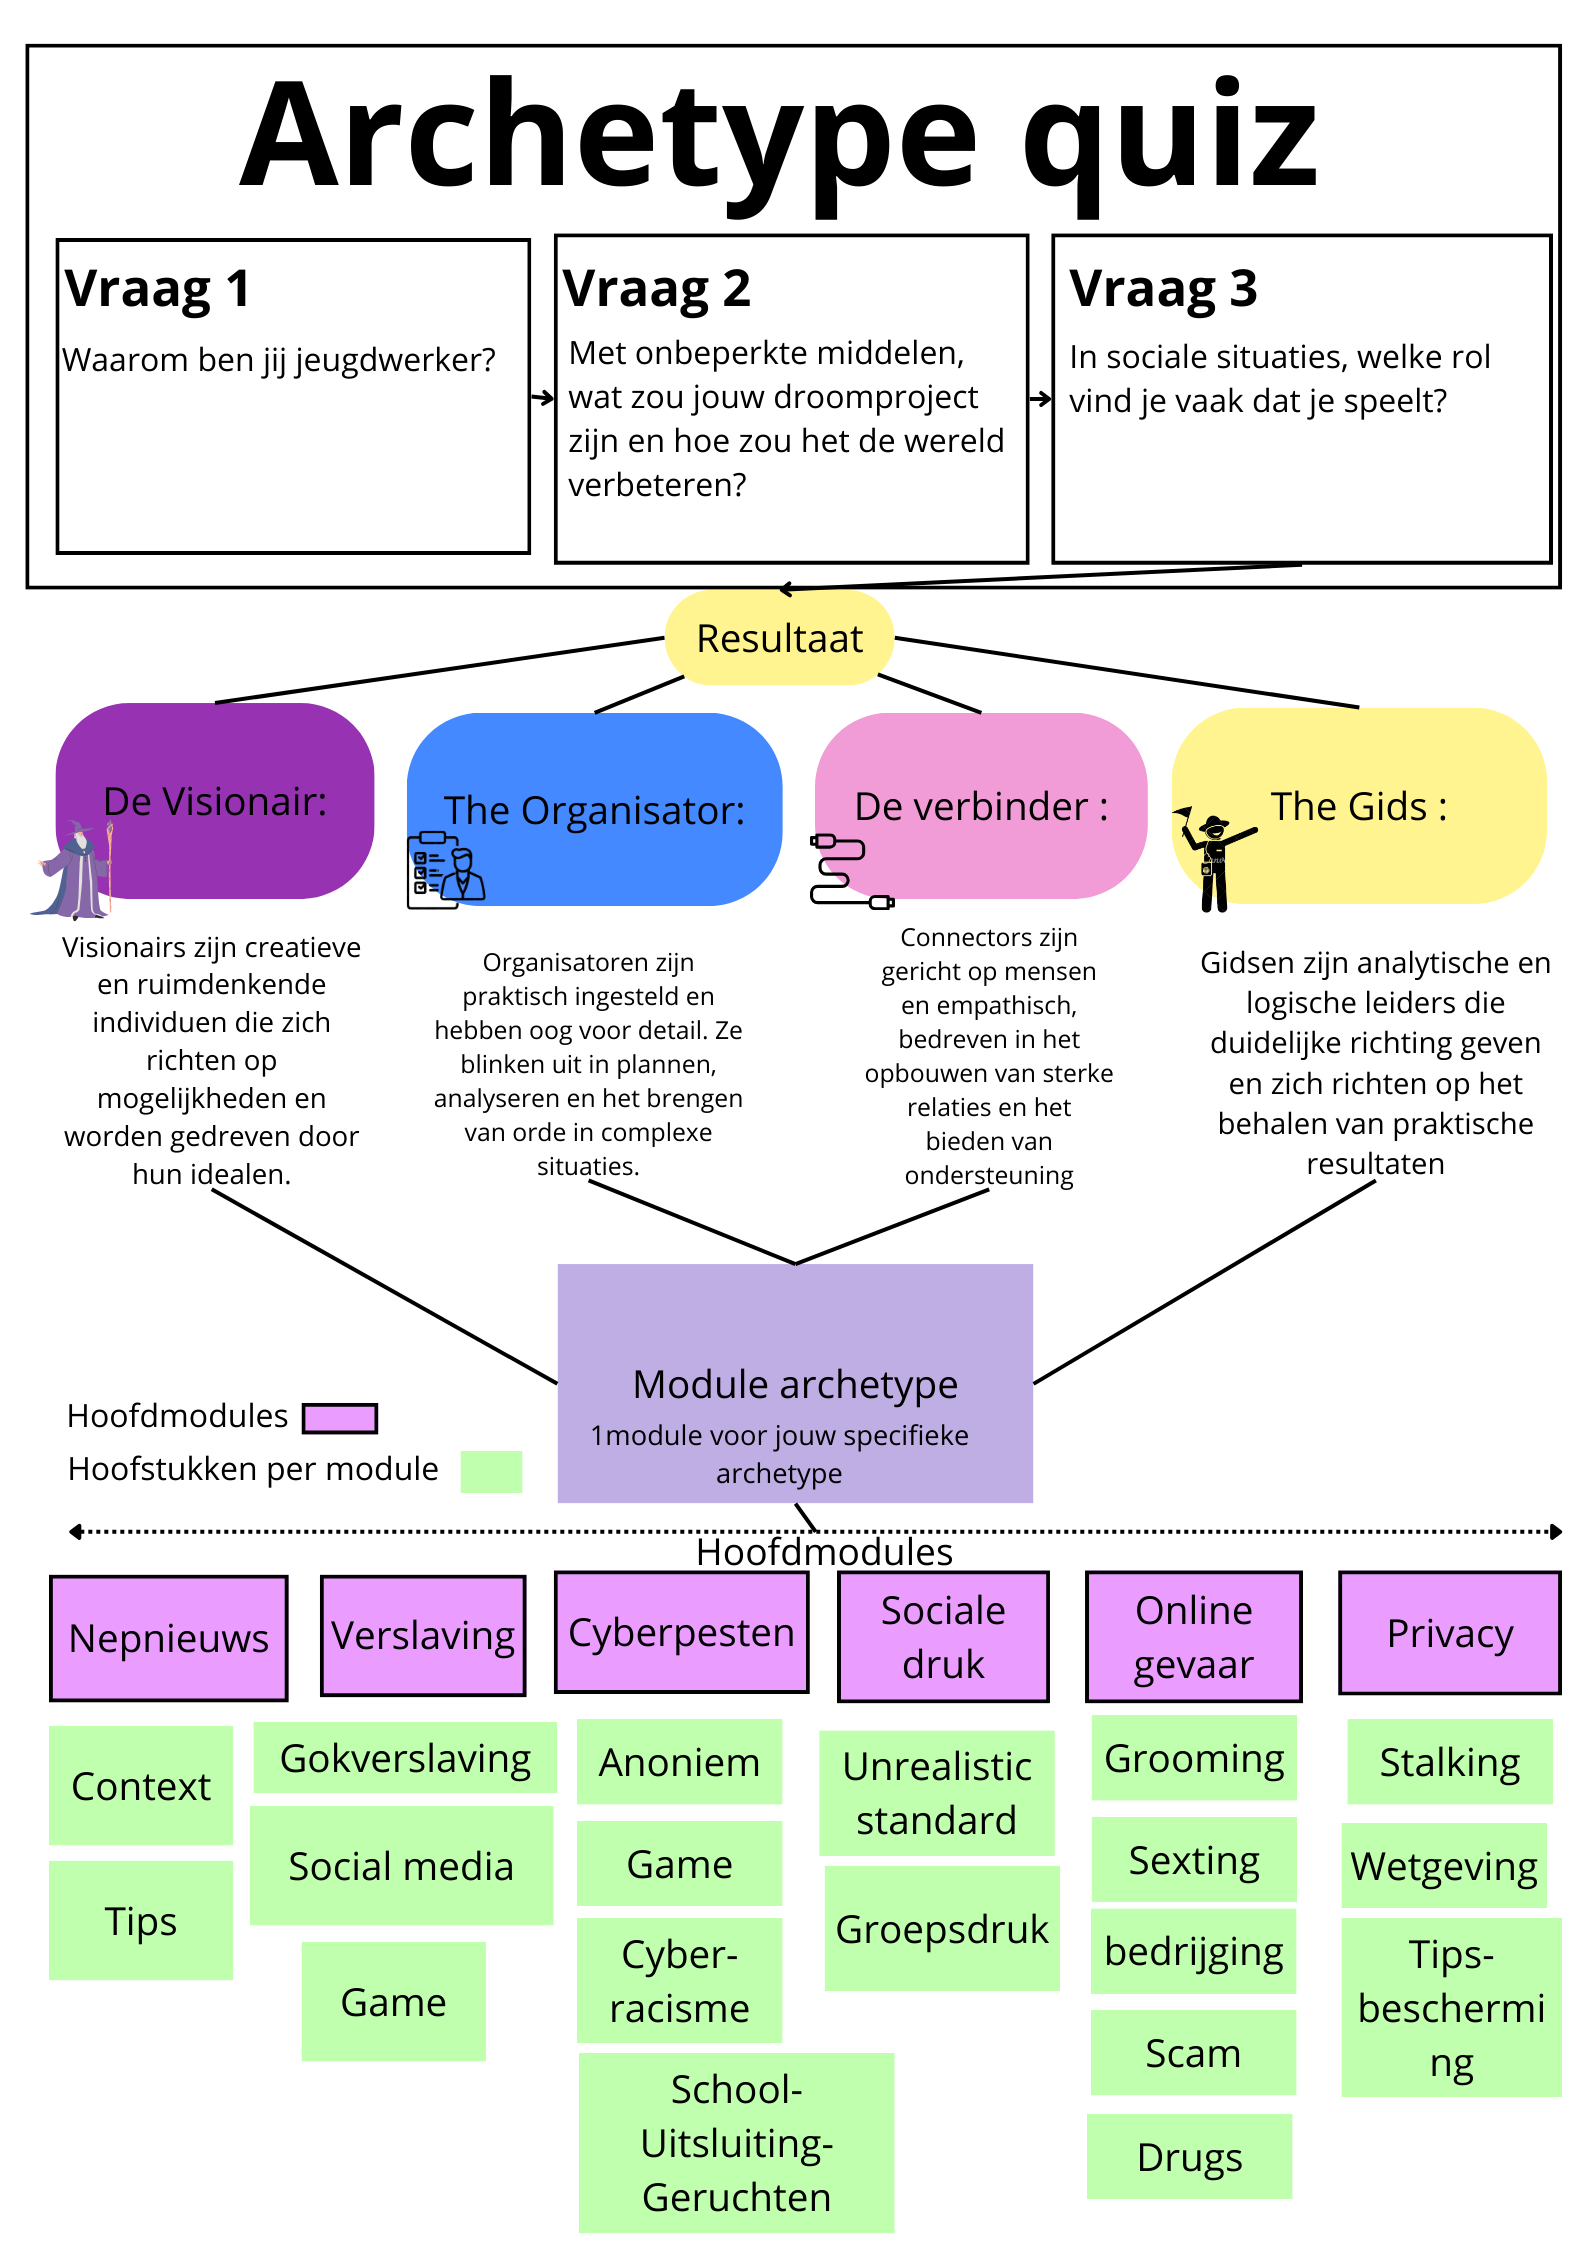 Archetype quiz
Vraag 1
Waarom ben jij jeugdwerker?
Vraag 2
Met onbeperkte middelen,
wat zou jouw droomproject
zijn en hoe zou het de wereld
verbeteren?
Vraag 3
In sociale situaties, welke rol
vind je vaak dat je speelt?
Resultaat
De Visionair:
The Organisator:
De verbinder :
The Gids :
Visionairs zijn creatieve
en ruimdenkende
individuen die zich
richten op
mogelijkheden en
worden gedreven door
hun idealen.
Organisatoren zijn
praktisch ingesteld en
hebben oog voor detail. Ze
blinken uit in plannen,
analyseren en het brengen
van orde in complexe
situaties.
Connectors zijn
gericht op mensen
en empathisch,
bedreven in het
opbouwen van sterke
relaties en het
bieden van
ondersteuning
Gidsen zijn analytische en
logische leiders die
duidelijke richting geven
en zich richten op het
behalen van praktische
resultaten
Module archetype
1module voor jouw specifieke
archetype
Hoofdmodules
Hoofstukken per module
Hoofdmodules
Nepnieuws
Context
Tips
Verslaving
Gokverslaving
Social media
Game
Cyberpesten
Anoniem
Game
Cyber-
racisme
School-
Uitsluiting-
Geruchten
Sociale
druk
Unrealistic
standard
Groepsdruk
Online
gevaar
Grooming
Sexting
bedrijging
Scam
Drugs
Privacy
Stalking
Wetgeving
Tips-
beschermi
ng